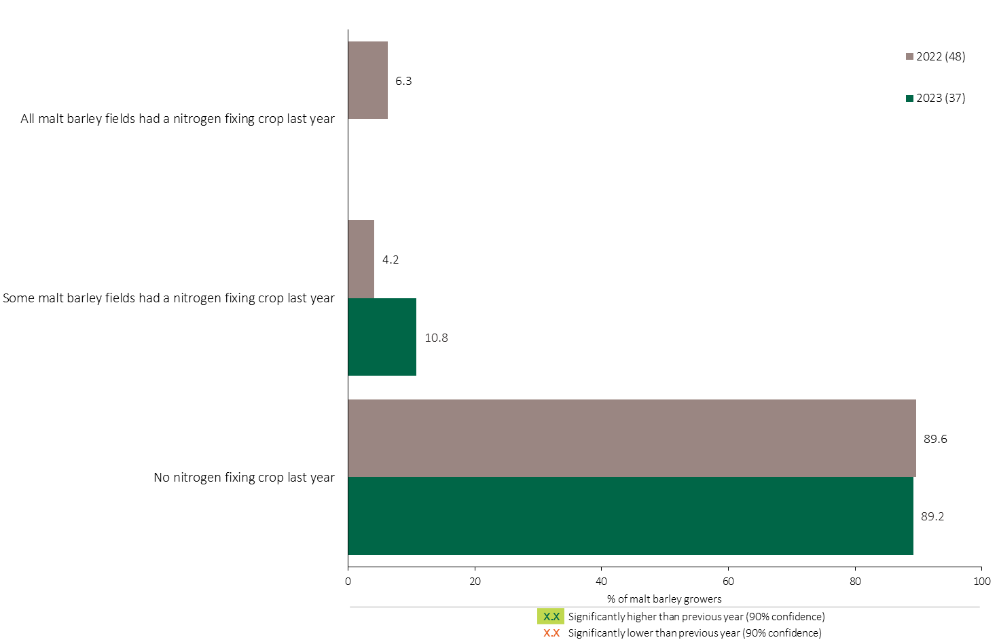 2022 (48)
2023 (37)
All malt barley fields had a nitrogen fixing crop last year
6.3
Some malt barley fields had a nitrogen fixing crop last year
4.2
10.8
No nitrogen fixing crop last year
89.6
89.2
0 20 40 60 80 100
% of malt barley growers
X.X Significantly higher than previous year (90% confidence)
X.X Significantly lower than previous year (90% confidence)